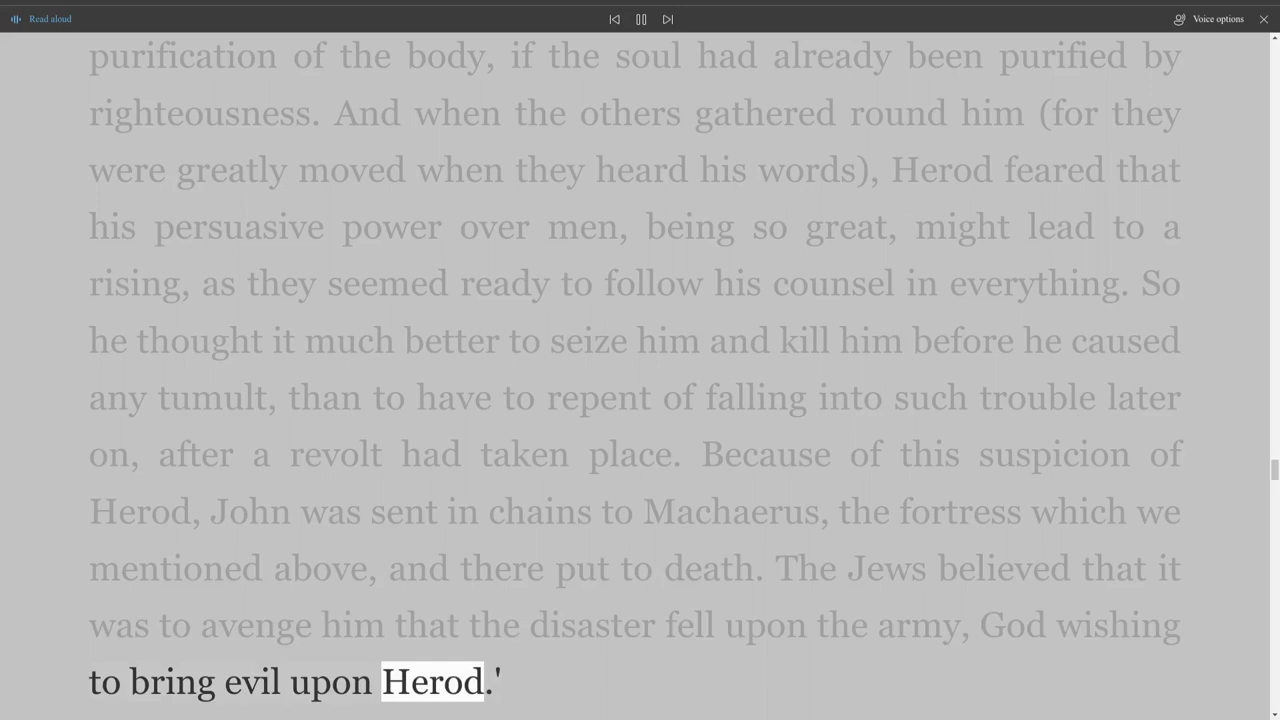 Read aloud
Voice options
purification of the body, if the soul had already been purified by
righteousness. And when the others gathered round him (for they
were greatly moved when they heard his words), Herod feared that
his persuasive power over men, being so great, might lead to a
rising, as they seemed ready to follow his counsel in everything. So
he thought it much better to seize him and kill him before he caused
any tumult, than to have to repent of falling into such trouble later
on, after a revolt had taken place. Because of this suspicion of
Herod, John was sent in chains to Machaerus, the fortress which we
mentioned above, and there put to death. The Jews believed that it
was to avenge him that the disaster fell upon the army, God wishing
to bring evil upon Herod.'